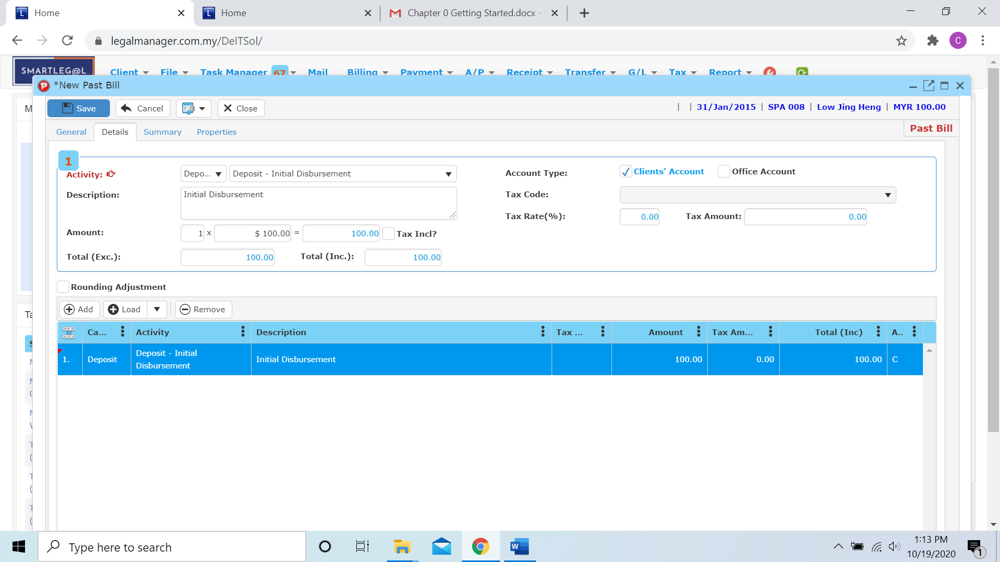 Home
Home
Chapter 0 Getting Started.docx -
legalmanager.com.my/DeITSol/
C
SMARTLEG@L
Client File Task Manager 67 Mail Billing Payment A/P Receipt Transfer G/L Tax Report
*New Past Bill
Save Cancel Close
| | 31/Jan/2015 | SPA 008 | Low Jing Heng | MYR 100.00
General Details Summary Properties
Past Bill
1
Activity: Depo... Deposit - Initial Disbursement
Account Type: Clients' Account Office Account
Description: Initial Disbursement
Tax Code:
Tax Rate(%): 0.00 Tax Amount: 0.00
Amount: 1 x $ 100.00 = 100.00 Tax Incl?
Total (Exc.): 100.00 Total (Inc.): 100.00
Rounding Adjustment
Add Load Remove
Ca... Activity Description Tax ... Amount Tax Am... Total (Inc) A..
1. Deposit Deposit - Initial Disbursement Initial Disbursement 100.00 0.00 100.00 C
Type here to search
1:13 PM
10/19/2020
1